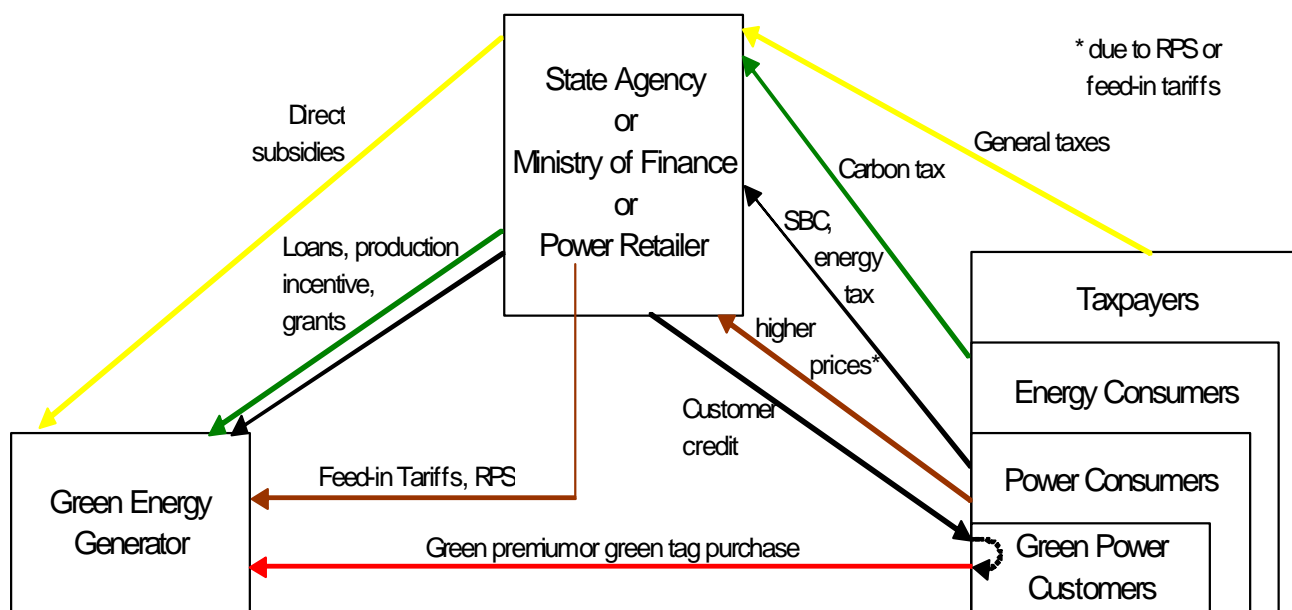 State Agency
or
Ministry of Finance
or
Power Retailer
* due to RPS or
feed-in tariffs
Direct
subsidies
General taxes
Carbon tax
SBC,
energy
tax
Loans, production
incentive,
grants
higher
prices*
Customer
credit
Taxpayers
Energy Consumers
Power Consumers
Green Power
Customers
Feed-in Tariffs, RPS
Green Energy
Generator
Green premium or green tag purchase